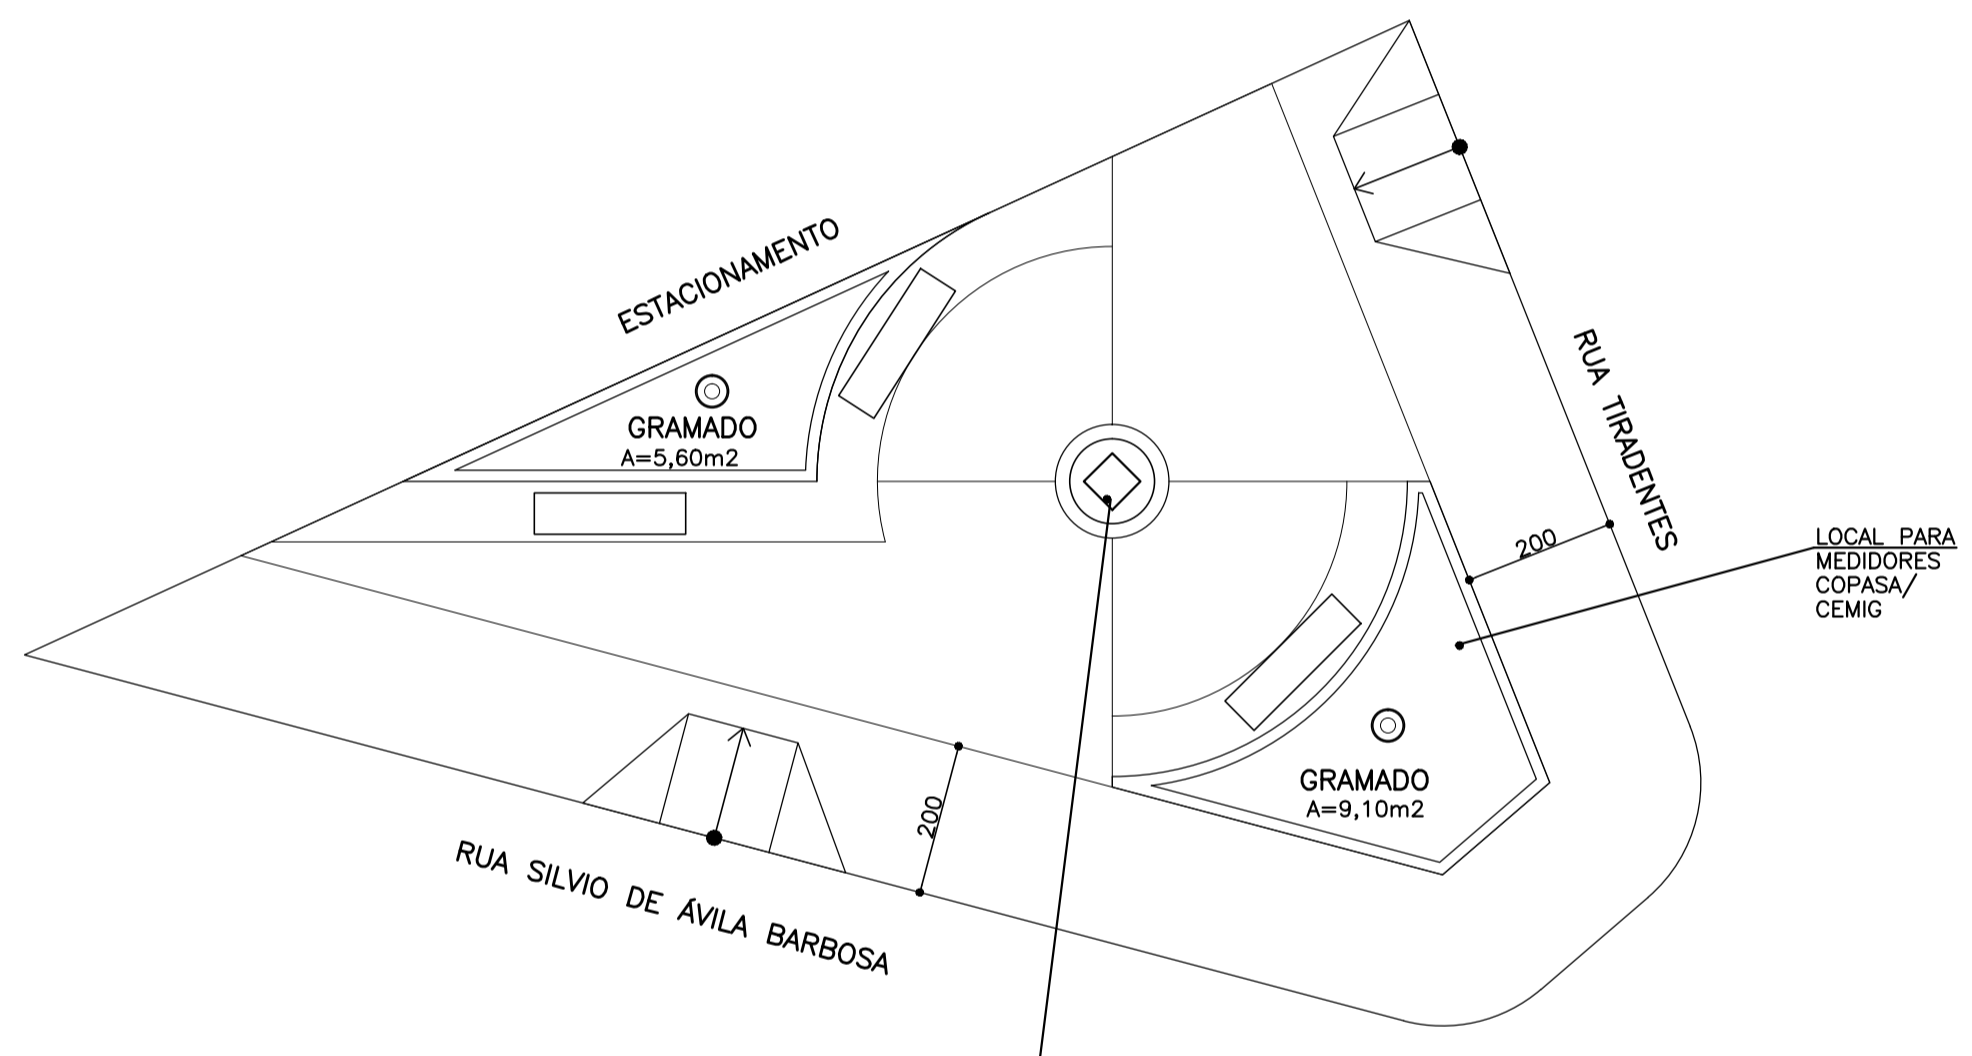 ESTACIONAMENTO
RUA TIRADENTES
GRAMADO
A=5,60m2
200
LOCAL PARA
MEDIDORES
COPASA/
CEMIG
GRAMADO
A=9,10m2
200
RUA SILVIO DE ÁVILA BARBOSA